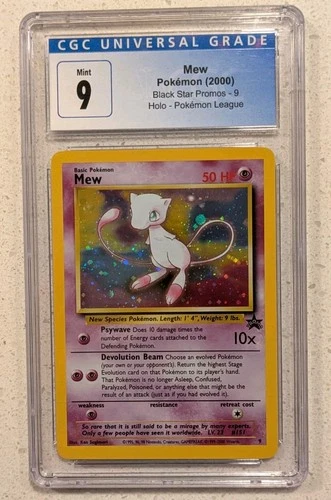 CGC UNIVERSAL GRADE
Mint
9
Mew
Pokémon (2000)
Black Star Promos - 9
Holo - Pokémon League
Basic Pokémon
Mew
50 HP
New Species Pokémon. Length: 1' 4", Weight: 9 lbs.
Psywave Does 10 damage times the
number of Energy cards attached to the
Defending Pokémon.
10x
Devolution Beam Choose an evolved Pokémon
(your own or your opponent's). Return the highest Stage
Evolution card on that Pokémon to its player's hand.
That Pokémon is no longer Asleep, Confused,
Paralyzed, Poisoned, or anything else that might be the
result of an attack (just as if you had evolved it).
weakness resistance retreat cost
So rare that it is still said to be a mirage by many experts.
Only a few people have seen it worldwide. LV. 23 #151
9